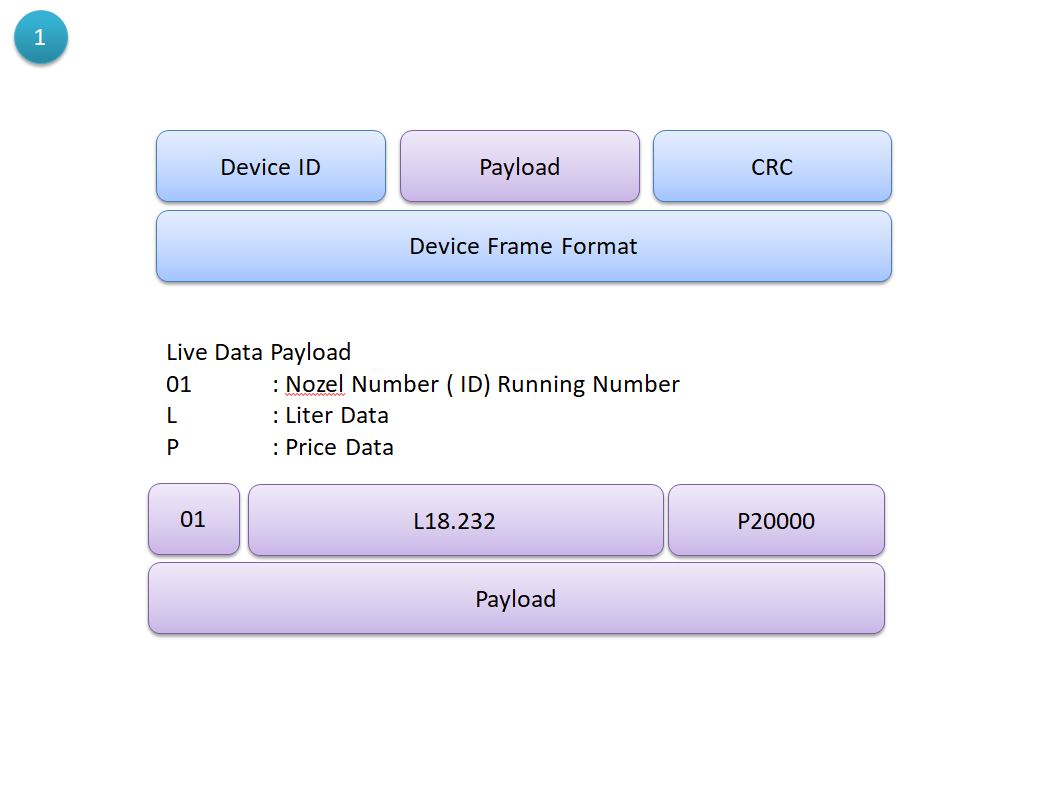 1
Device ID
Payload
CRC
Device Frame Format
Live Data Payload
01 : Nozel Number ( ID) Running Number
L : Liter Data
P : Price Data
01
L18.232
P20000
Payload